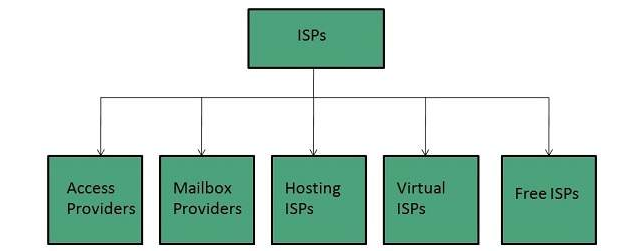 ISPs
Access
Providers
Mailbox
Providers
Hosting
ISPs
Virtual
ISPs
Free ISPs